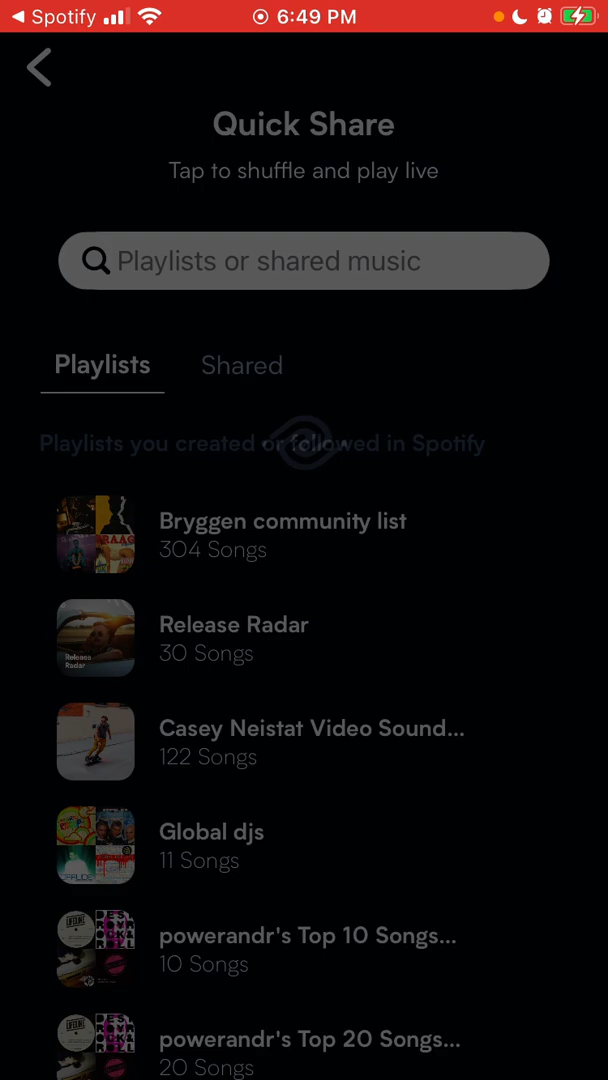 Spotify
6:49 PM
Quick Share
Tap to shuffle and play live
Playlists or shared music
Playlists Shared
Playlists you created or followed in Spotify
Bryggen community list
304 Songs
Release Radar
Release
Radar
30 Songs
Casey Neistat Video Sound...
122 Songs
Global djs
11 Songs
powerandr's Top 10 Songs...
10 Songs
powerandr's Top 20 Songs...
20 Songs